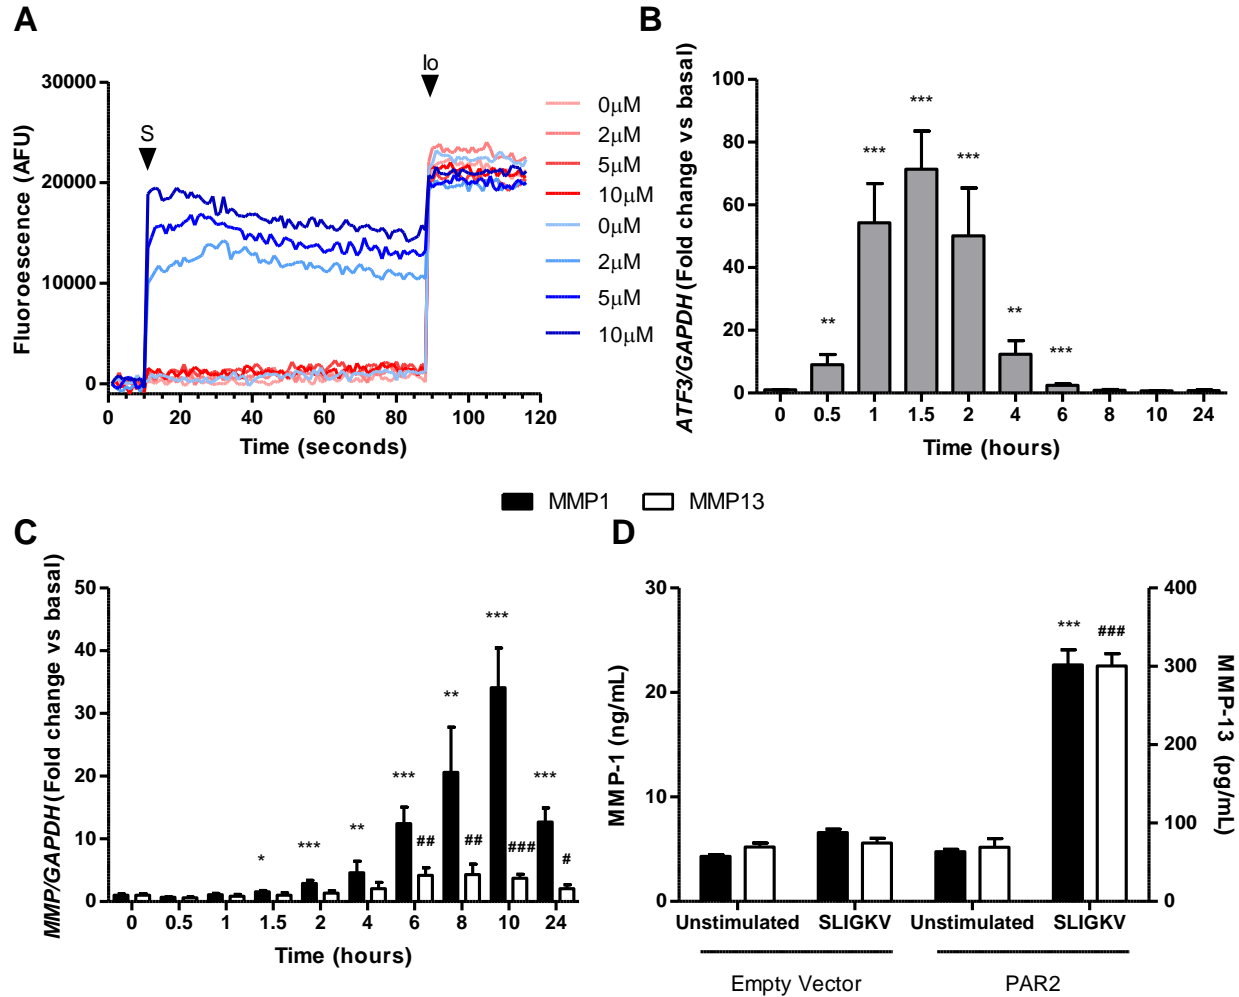 A
Io
S
30000
20000
10000
0
Fluoroescence (AFU)
0 20 40 60 80 100 120
Time (seconds)
0μM
2μM
5μM
10μM
0μM
2μM
5μM
10μM
B
ATF3/GAPDH (Fold change vs basal)
100
80
60
40
20
0
** *** *** *** ** ***
0 0.5 1 1.5 2 4 6 8 10 24
Time (hours)
MMP1 MMP13
C
MMP/GAPDH (Fold change vs basal)
50
40
30
20
10
0
* *** ** *** ## ** ## *** ### *** #
0 0.5 1 1.5 2 4 6 8 10 24
Time (hours)
D
MMP-1 (ng/mL)
30
20
10
0
*** ###
400
300
200
100
0
MMP-13 (pg/mL)
Unstimulated SLIGKV Unstimulated SLIGKV
Empty Vector PAR2